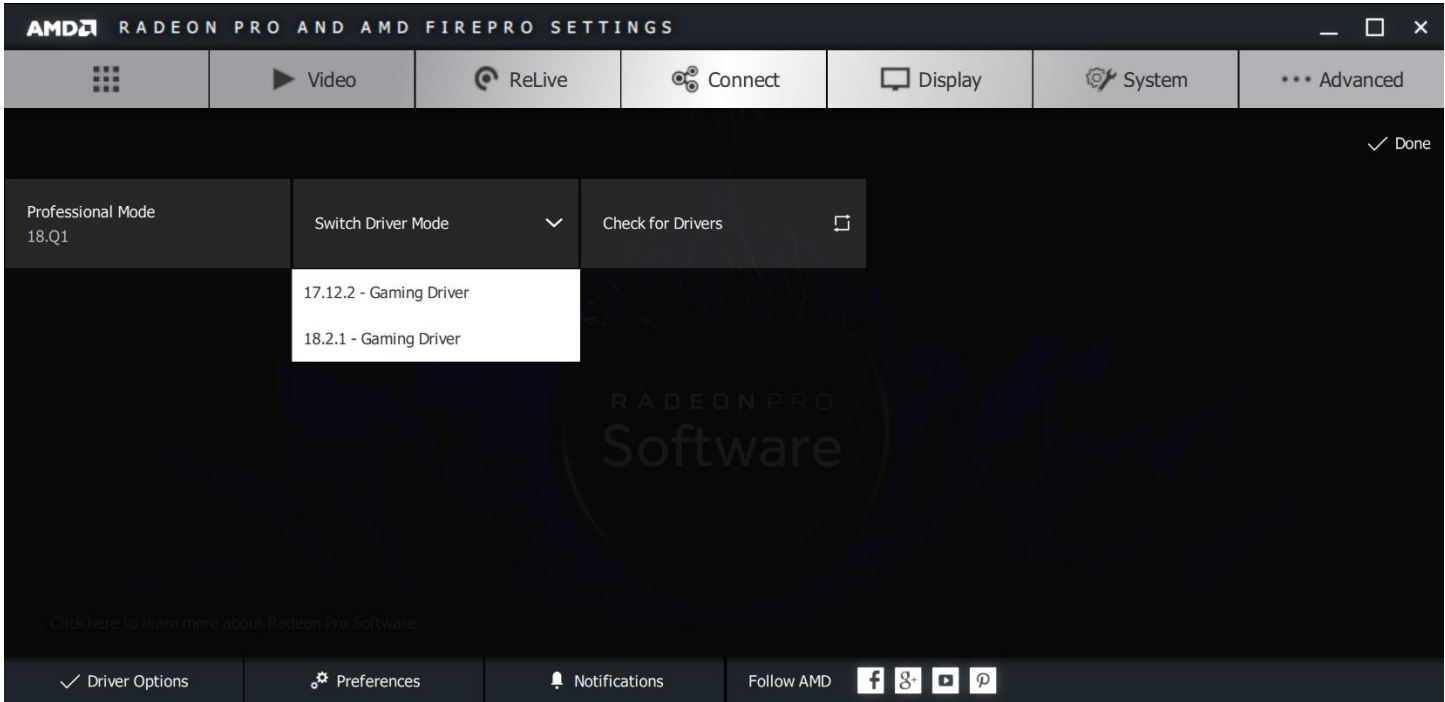 AMD RADEON PRO AND AMD FIREPRO SETTINGS
Video ReLive Connect Display System Advanced
Done
Professional Mode
18.Q1
Switch Driver Mode
Check for Drivers
17.12.2 - Gaming Driver
18.2.1 - Gaming Driver
RADEON PRO
Software
Click here to learn more about Radeon Pro Software
Driver Options Preferences Notifications Follow AMD f g+